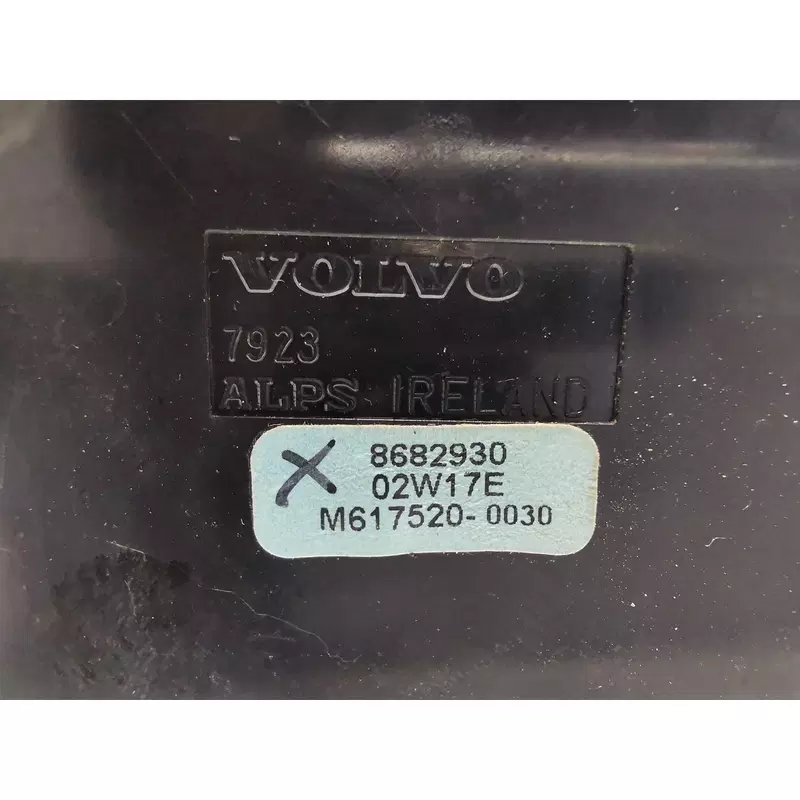 VOLVO
7923
ALPS IRELAND
X 8682930
02W17E
M617520-0030